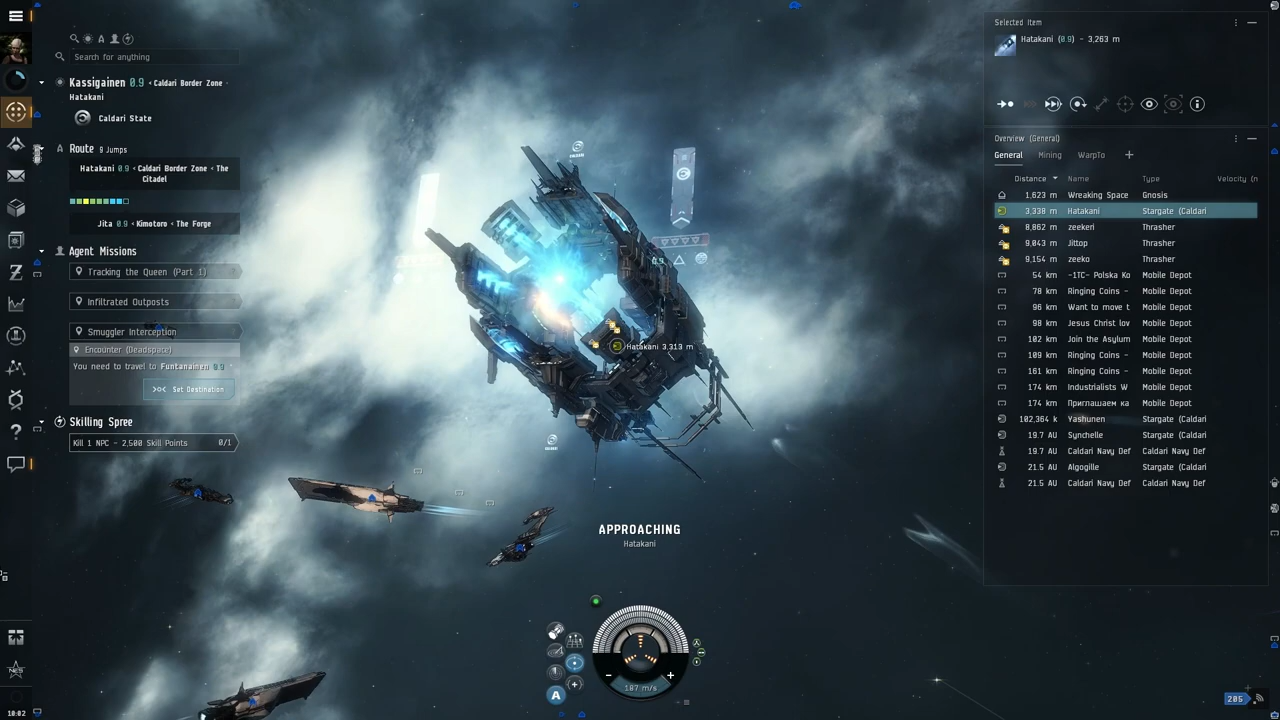 Search for anything
Kassigainen 0.9 ‹ Caldari Border Zone ‹
Hatakani
Caldari State
Route 9 Jumps
Hatakani 0.9 ‹ Caldari Border Zone ‹ The
Citadel
Jita 0.9 ‹ Kimotoro ‹ The Forge
Agent Missions
Tracking the Queen (Part 1)
Infiltrated Outposts
Smuggler Interception
Encounter (Deadspace)
You need to travel to Funtanainen 0.9
Set Destination
Skilling Spree
Kill 1 NPC - 2,500 Skill Points 0/1
10:02
0.9
Hatakani 3,313 m
APPROACHING
Hatakani
187 m/s
A
Selected Item
Hatakani (0.9) - 3,263 m
Overview (General)
General Mining WarpTo
Distance Name Type Velocity (m
1,623 m Wreaking Space Gnosis
3,338 m Hatakani Stargate (Caldari
8,862 m zeekeri Thrasher
9,043 m Jittop Thrasher
9,154 m zeeko Thrasher
54 km -1TC- Polska Ko Mobile Depot
78 km Ringing Coins - Mobile Depot
96 km Want to move t Mobile Depot
98 km Jesus Christ lov Mobile Depot
102 km Join the Asylum Mobile Depot
109 km Ringing Coins - Mobile Depot
161 km Ringing Coins - Mobile Depot
174 km Industrialists W Mobile Depot
174 km Приглашаем ка Mobile Depot
102,364 k Yashunen Stargate (Caldari
19.7 AU Synchelle Stargate (Caldari
19.7 AU Caldari Navy Def Caldari Navy Def
21.5 AU Algogille Stargate (Caldari
21.5 AU Caldari Navy Def Caldari Navy Def
205